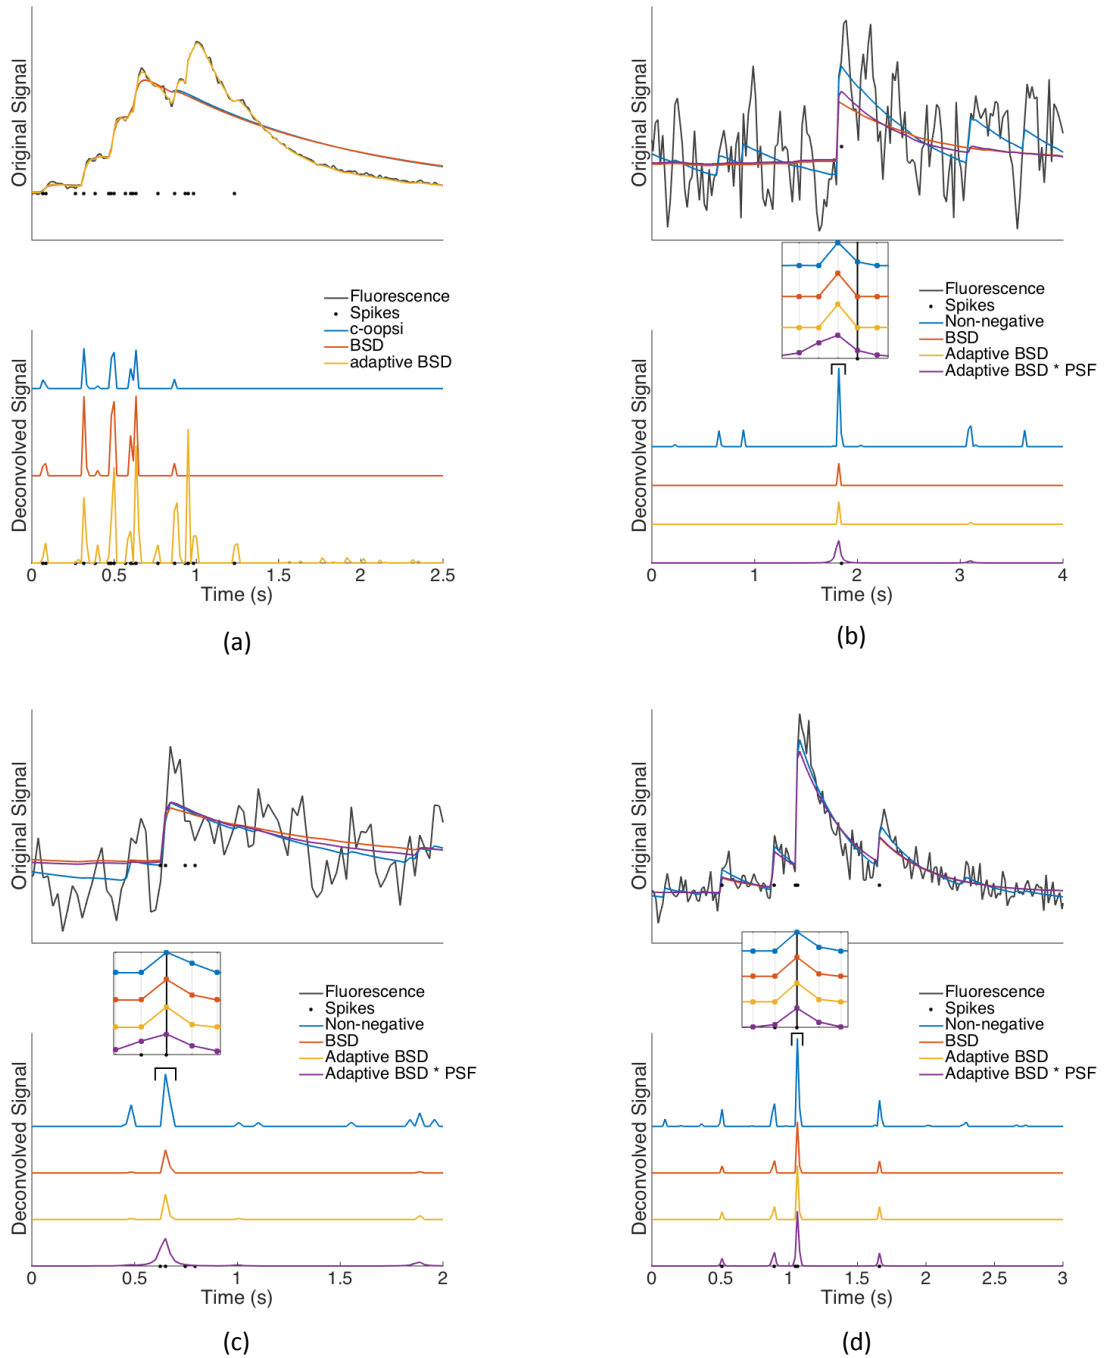 Original Signal
Fluorescence
Spikes
c-oopsi
BSD
adaptive BSD
Deconvolved Signal
0 0.5 1 1.5 2 2.5
Time (s)
(a)
Original Signal
Fluorescence
Spikes
Non-negative
BSD
Adaptive BSD
Adaptive BSD * PSF
Deconvolved Signal
0 1 2 3 4
Time (s)
(b)
Original Signal
Fluorescence
Spikes
Non-negative
BSD
Adaptive BSD
Adaptive BSD * PSF
Deconvolved Signal
0 0.5 1 1.5 2
Time (s)
(c)
Original Signal
Fluorescence
Spikes
Non-negative
BSD
Adaptive BSD
Adaptive BSD * PSF
Deconvolved Signal
0 0.5 1 1.5 2 2.5 3
Time (s)
(d)